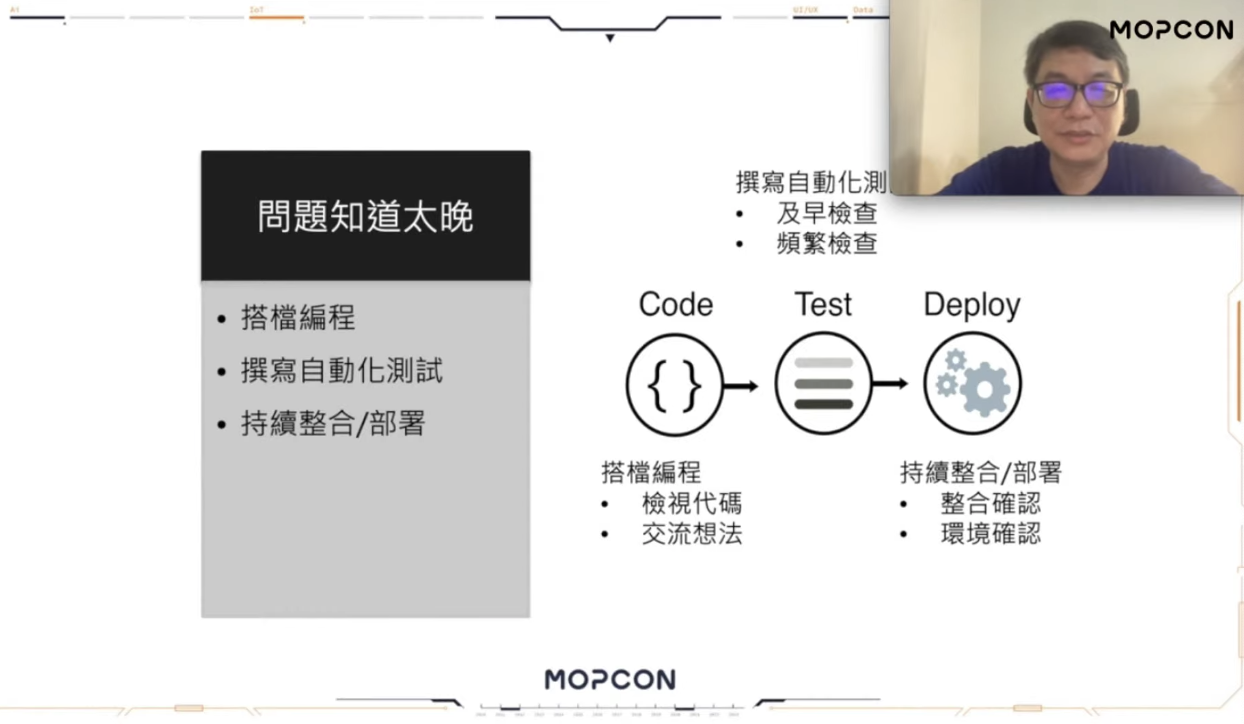 AI
IoT
UI/UX
Data
MOPCON
問題知道太晚
• 搭檔編程
• 撰寫自動化測試
• 持續整合/部署
撰寫自動化測
• 及早檢查
• 頻繁檢查
Code
Test
Deploy
{ }
搭檔編程
• 檢視代碼
• 交流想法
持續整合/部署
• 整合確認
• 環境確認
MOPCON